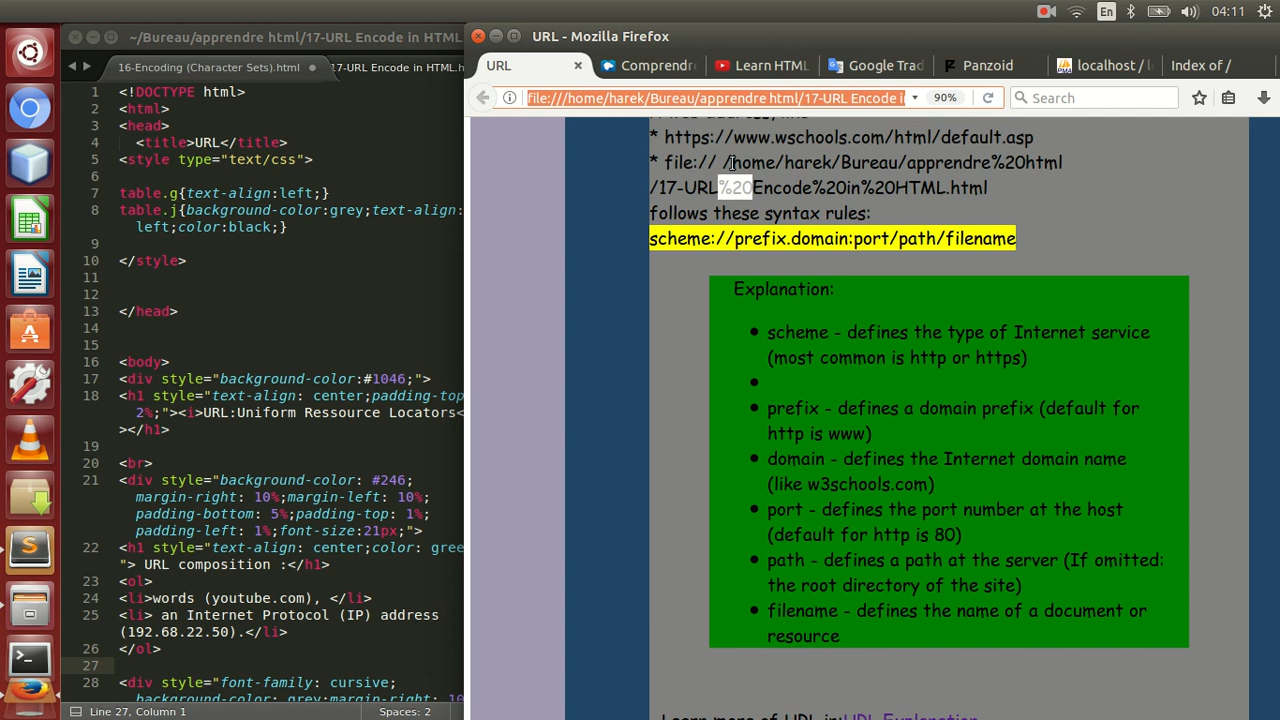 En
04:11
~/Bureau/apprendre html/17-URL Encode in HTML
16-Encoding (Character Sets).html
17-URL Encode in HTML.h
1 <!DOCTYPE html>
2 <html>
3 <head>
4 <title>URL</title>
5 <style type="text/css">
6
7 table.g{text-align:left;}
8 table.j{background-color:grey;text-align:
left;color:black;}
9
10 </style>
11
12
13 </head>
14
15
16 <body>
17 <div style="background-color:#1046;">
18 <h1 style="text-align: center;padding-top
2%;"><i>URL:Uniform Ressource Locators<
></h1>
19
20 <br>
21 <div style="background-color: #246;
margin-right: 10%;margin-left: 10%;
padding-bottom: 5%;padding-top: 1%;
padding-left: 1%;font-size:21px;">
22 <h1 style="text-align: center;color: gree
"> URL composition :</h1>
23 <ol>
24 <li>words (youtube.com), </li>
25 <li> an Internet Protocol (IP) address
(192.68.22.50).</li>
26 </ol>
27
28 <div style="font-family: cursive;
background-color: grey;margin-right: 10
Line 27, Column 1
Spaces: 2
URL - Mozilla Firefox
URL
Comprendr
Learn HTML
Google Trad
Panzoid
localhost / l
Index of /
file:///home/harek/Bureau/apprendre html/17-URL Encode i
90%
Search
* https://www.wschools.com/html/default.asp
* file:// /home/harek/Bureau/apprendre%20html
/17-URL%20Encode%20in%20HTML.html
follows these syntax rules:
scheme://prefix.domain:port/path/filename
Explanation:
• scheme - defines the type of Internet service
(most common is http or https)
•
• prefix - defines a domain prefix (default for
http is www)
• domain - defines the Internet domain name
(like w3schools.com)
• port - defines the port number at the host
(default for http is 80)
• path - defines a path at the server (If omitted:
the root directory of the site)
• filename - defines the name of a document or
resource
Learn more of URL in:URL Explanation